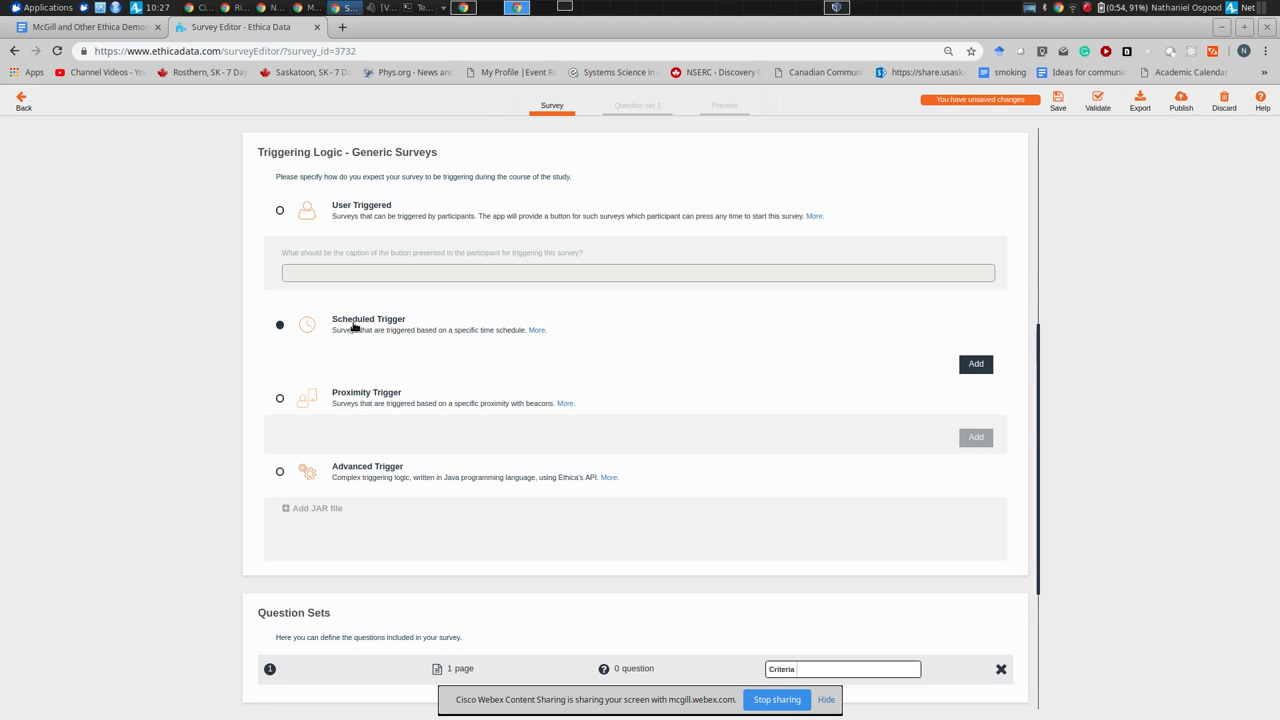 Applications
10:27
S...
Te...
(0:54, 91%)
Nathaniel Osgood
Net
McGill and Other Ethica Demon
Survey Editor - Ethica Data
https://www.ethicadata.com/surveyEditor/?survey_id=3732
N
Apps
Channel Videos - Yo
Rosthern, SK - 7 Day
Saskatoon, SK - 7 D
Phys.org - News and
My Profile | Event R
Systems Science in
NSERC - Discovery
Canadian Commun
https://share.usask.
smoking
Ideas for communic
Academic Calendar
»
Back
Survey
Question set 1
Preview
You have unsaved changes
Save
Validate
Export
Publish
Discard
Help
Triggering Logic - Generic Surveys
Please specify how do you expect your survey to be triggering during the course of the study.
User Triggered
Surveys that can be triggered by participants. The app will provide a button for such surveys which participant can press any time to start this survey. More.
What should be the caption of the button presented to the participant for triggering this survey?
Scheduled Trigger
Surveys that are triggered based on a specific time schedule. More.
Add
Proximity Trigger
Surveys that are triggered based on a specific proximity with beacons. More.
Add
Advanced Trigger
Complex triggering logic, written in Java programming language, using Ethica's API. More.
Add JAR file
Question Sets
Here you can define the questions included in your survey.
1
1 page
0 question
Criteria
Cisco Webex Content Sharing is sharing your screen with mcgill.webex.com.
Stop sharing
Hide